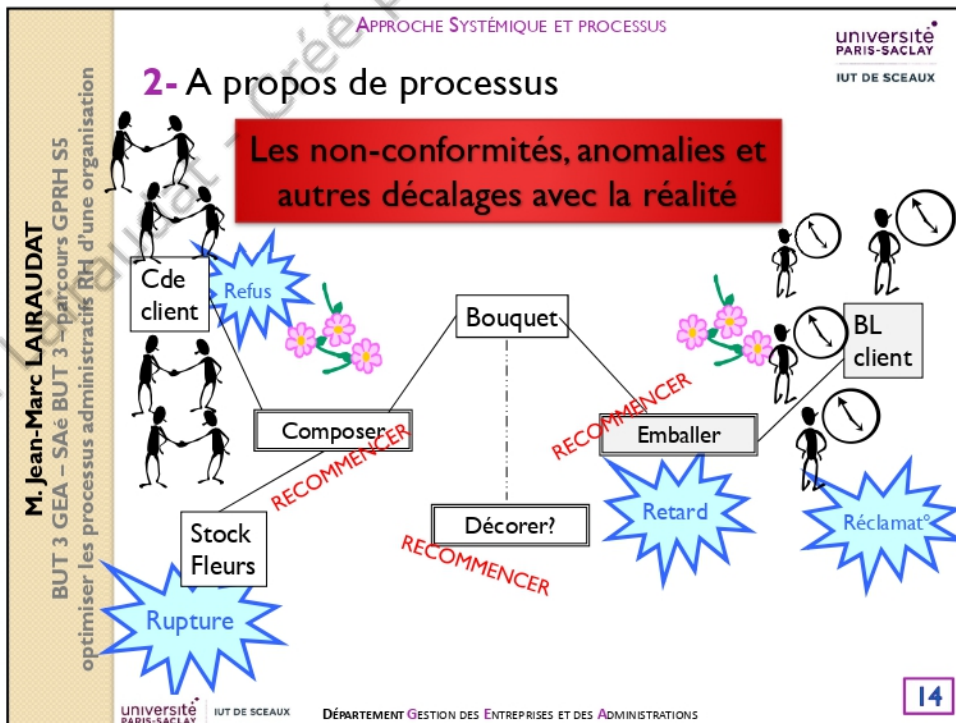 APPROCHE SYSTÉMIQUE ET PROCESSUS
université
PARIS-SACLAY
IUT DE SCEAUX
2- A propos de processus
Les non-conformités, anomalies et
autres décalages avec la réalité
M. Jean-Marc LAIRAUDAT
BUT 3 GEA – SAé BUT 3 – parcours GPRH S5
optimiser les processus administratifs RH d'une organisation
Lairaudat - Créé
Cde
client
Refus
Bouquet
BL
client
Composer
RECOMMENCER
RECOMMENCER
Emballer
Stock
Fleurs
Décorer?
RECOMMENCER
Retard
Réclamat°
Rupture
université
PARIS-SACLAY
IUT DE SCEAUX
DÉPARTEMENT GESTION DES ENTREPRISES ET DES ADMINISTRATIONS
14